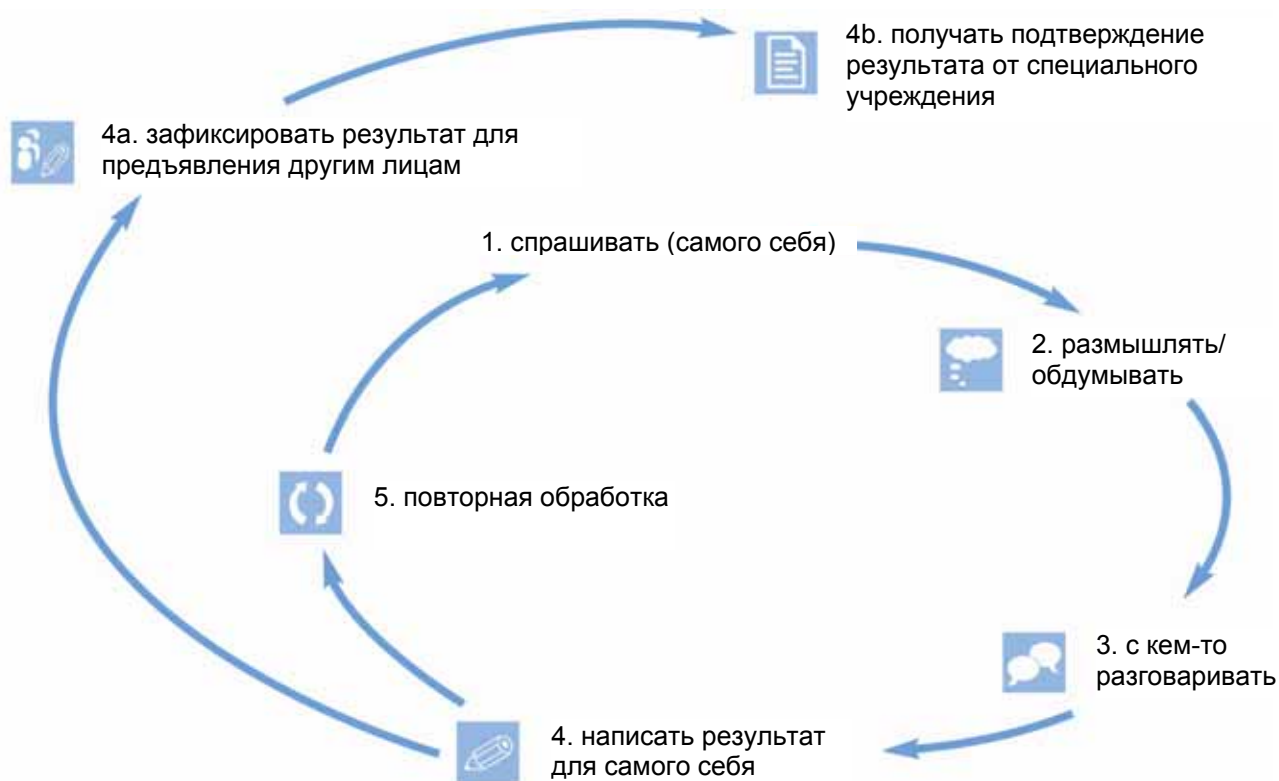 4b. получать подтверждение
результата от специального
учреждения
4a. зафиксировать результат для
предъявления другим лицам
1. спрашивать (самого себя)
2. размышлять/
обдумывать
5. повторная обработка
3. с кем-то
разговаривать
4. написать результат
для самого себя